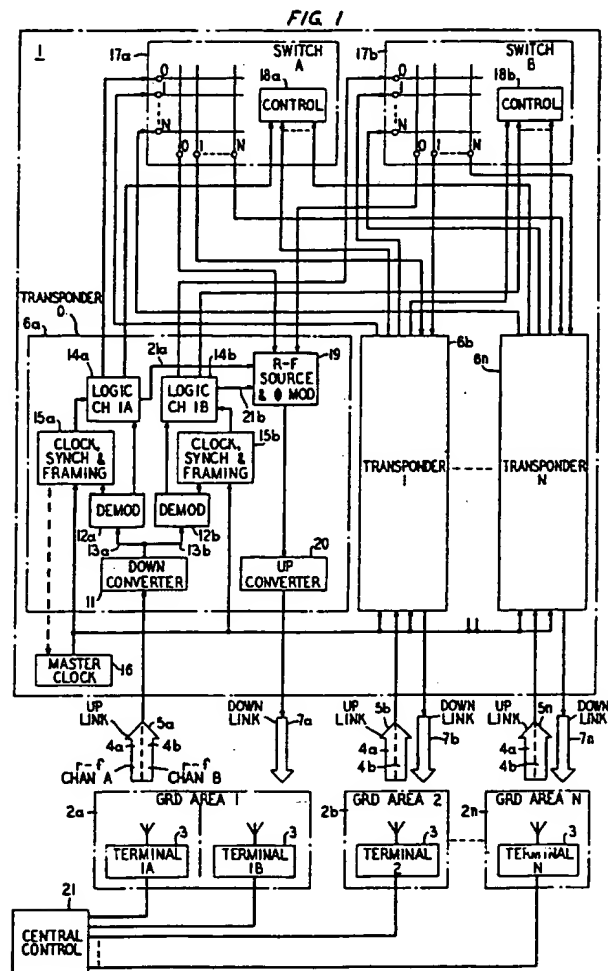 FIG. 1
1
17a
SWITCH
A
18a
CONTROL
0
1
N
0 1 N
17b
SWITCH
B
18b
CONTROL
0
1
N
0 1 N
TRANSPONDER
0
6a
14a
LOGIC
CH 1A
21a
14b
LOGIC
CH 1B
21b
19
R-F
SOURCE
& Φ MOD
15a
CLOCK,
SYNCH &
FRAMING
15b
CLOCK,
SYNCH &
FRAMING
DEMOD
12a
13a
DEMOD
12b
13b
DOWN
CONVERTER
11
20
UP
CONVERTER
6b
TRANSPONDER
1
6n
TRANSPONDER
N
MASTER
CLOCK
16
UP
LINK
5a
4a
4b
r-f
CHAN A
r-f
CHAN B
DOWN
LINK
7a
UP
LINK
5b
4a
4b
DOWN
LINK
7b
UP
LINK
5n
4a
4b
DOWN
LINK
7n
2a
GRD AREA 1
3
TERMINAL
1A
3
TERMINAL
1B
2b
GRD AREA 2
3
TERMINAL
2
2n
GRD AREA N
3
TERMINAL
N
21
CENTRAL
CONTROL